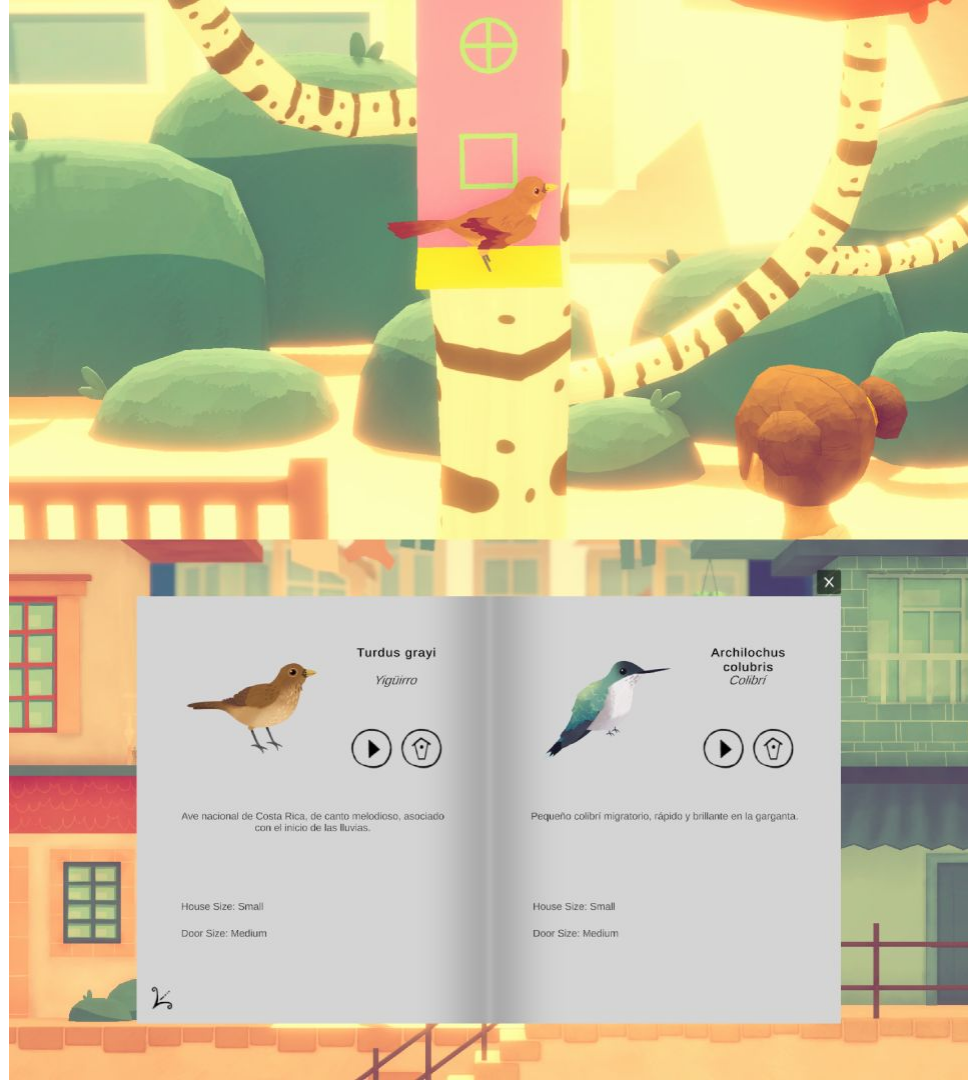 X
Turdus grayi
Yigüirro
Ave nacional de Costa Rica, de canto melodioso, asociado
con el inicio de las lluvias.
House Size: Small
Door Size: Medium
Archilochus
colubris
Colibrí
Pequeño colibrí migratorio, rápido y brillante en la garganta.
House Size: Small
Door Size: Medium